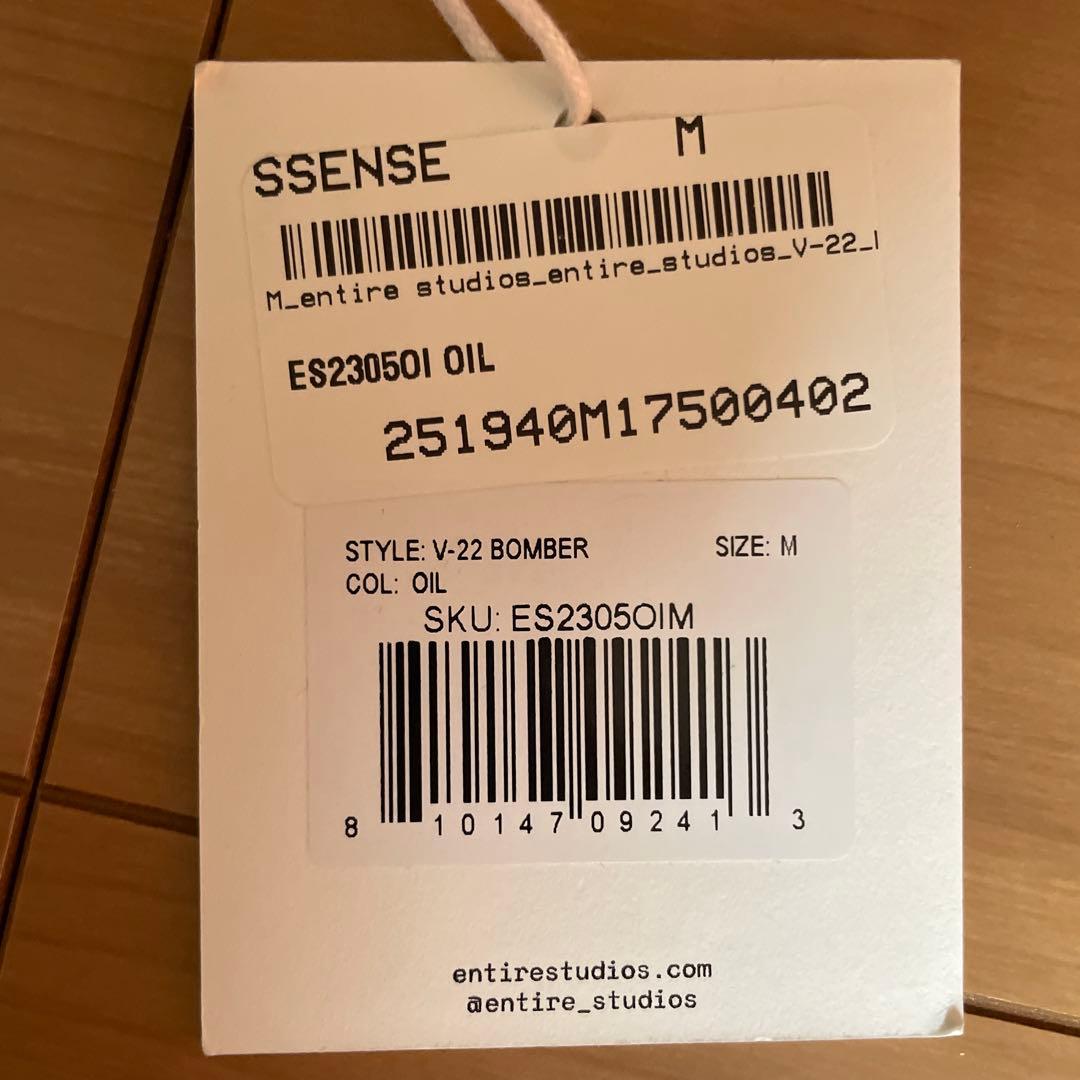 SSENSE M
M_entire studios_entire_studios_V-22_
ES2305OI OIL
251940M17500402
STYLE: V-22 BOMBER SIZE: M
COL: OIL
SKU: ES2305OIM
8 10147 09241 3
entirestudios.com
@entire_studios